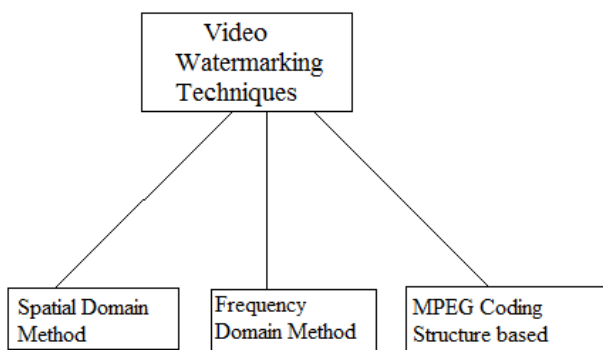 Video
Watermarking
Techniques
Spatial Domain
Method
Frequency
Domain Method
MPEG Coding
Structure based